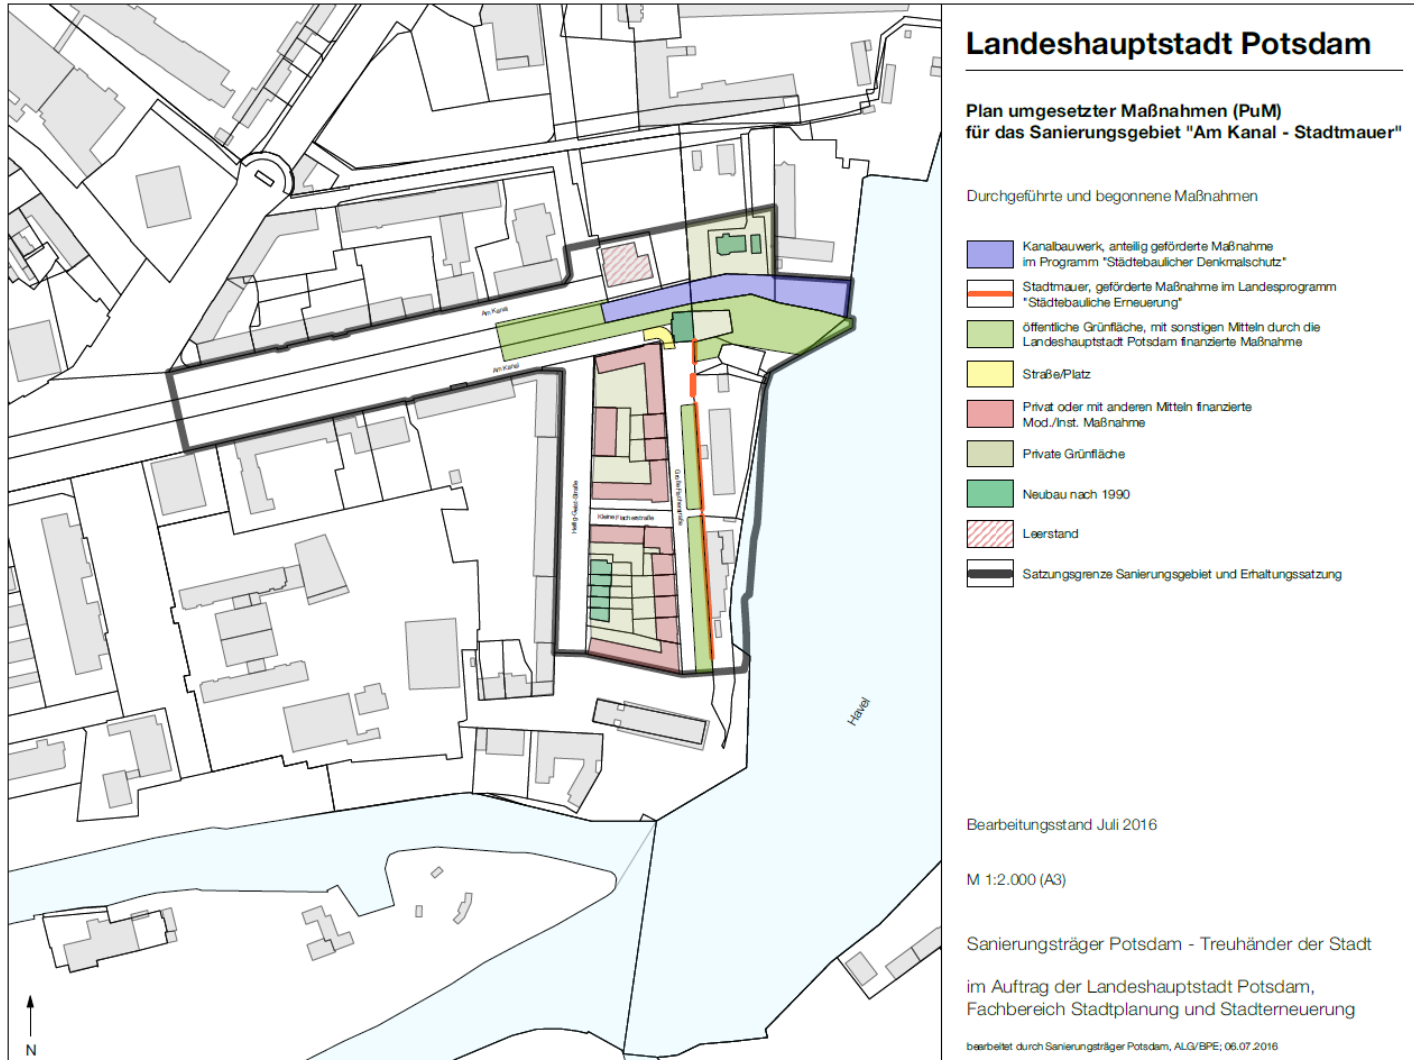 Landeshauptstadt Potsdam
Plan umgesetzter Maßnahmen (PuM)
für das Sanierungsgebiet "Am Kanal - Stadtmauer"
Durchgeführte und begonnene Maßnahmen
Kanalbauwerk, anteilig geförderte Maßnahme
im Programm "Städtebaulicher Denkmalschutz"
Stadtmauer, geförderte Maßnahme im Landesprogramm
"Städtebauliche Erneuerung"
öffentliche Grünfläche, mit sonstigen Mitteln durch die
Landeshauptstadt Potsdam finanzierte Maßnahme
Straße/Platz
Privat oder mit anderen Mitteln finanzierte
Mod./Inst. Maßnahme
Private Grünfläche
Neubau nach 1990
Leerstand
Satzungsgrenze Sanierungsgebiet und Erhaltungssatzung
Bearbeitungsstand Juli 2016
M 1:2.000 (A3)
Sanierungsträger Potsdam - Treuhänder der Stadt
im Auftrag der Landeshauptstadt Potsdam,
Fachbereich Stadtplanung und Stadterneuerung
bearbeitet durch Sanierungsträger Potsdam, ALG/BPE; 06.07.2016
Am Kanal
Am Kanal
Heilig-Geist-Straße
Große Fischerstraße
Kleine Fischerstraße
Havel
N